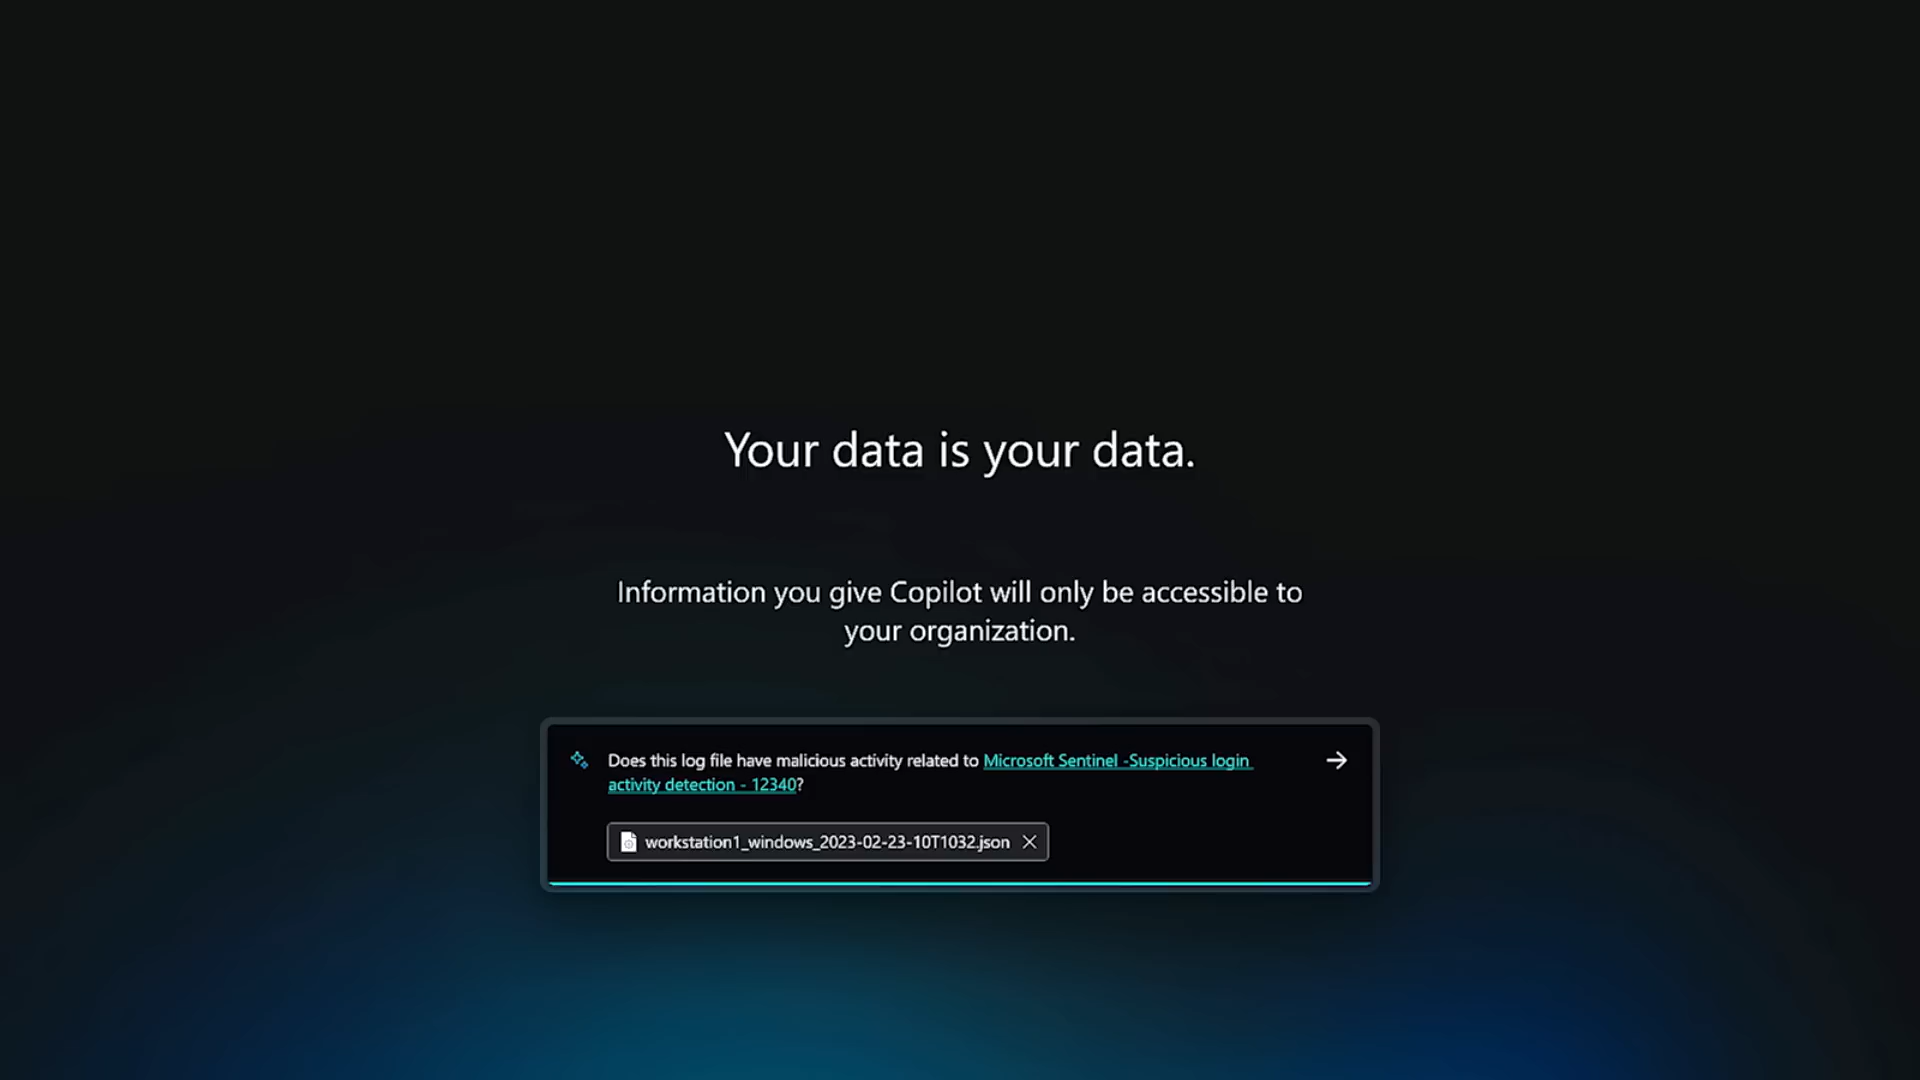 Your data is your data.
Information you give Copilot will only be accessible to
your organization.
Does this log file have malicious activity related to Microsoft Sentinel -Suspicious login
activity detection - 12340?
workstation1_windows_2023-02-23-10T1032.json